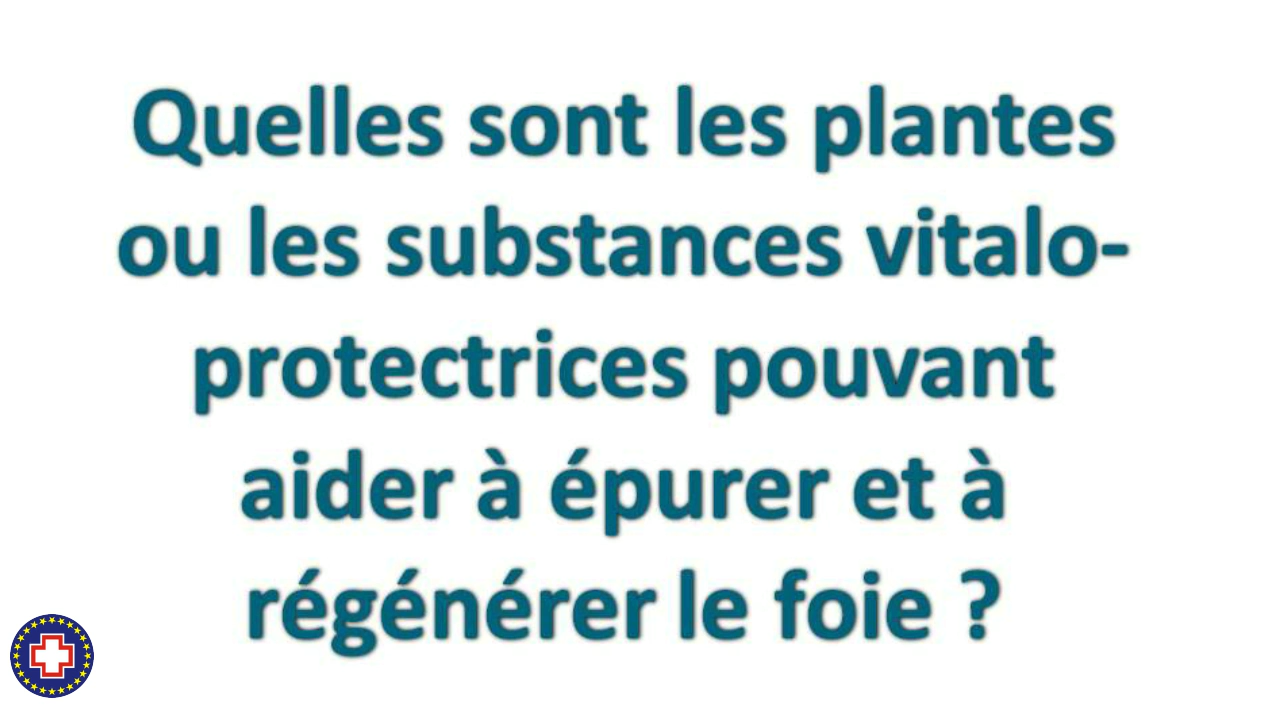 Quelles sont les plantes
ou les substances vitalo-
protectrices pouvant
aider à épurer et à
régénérer le foie ?